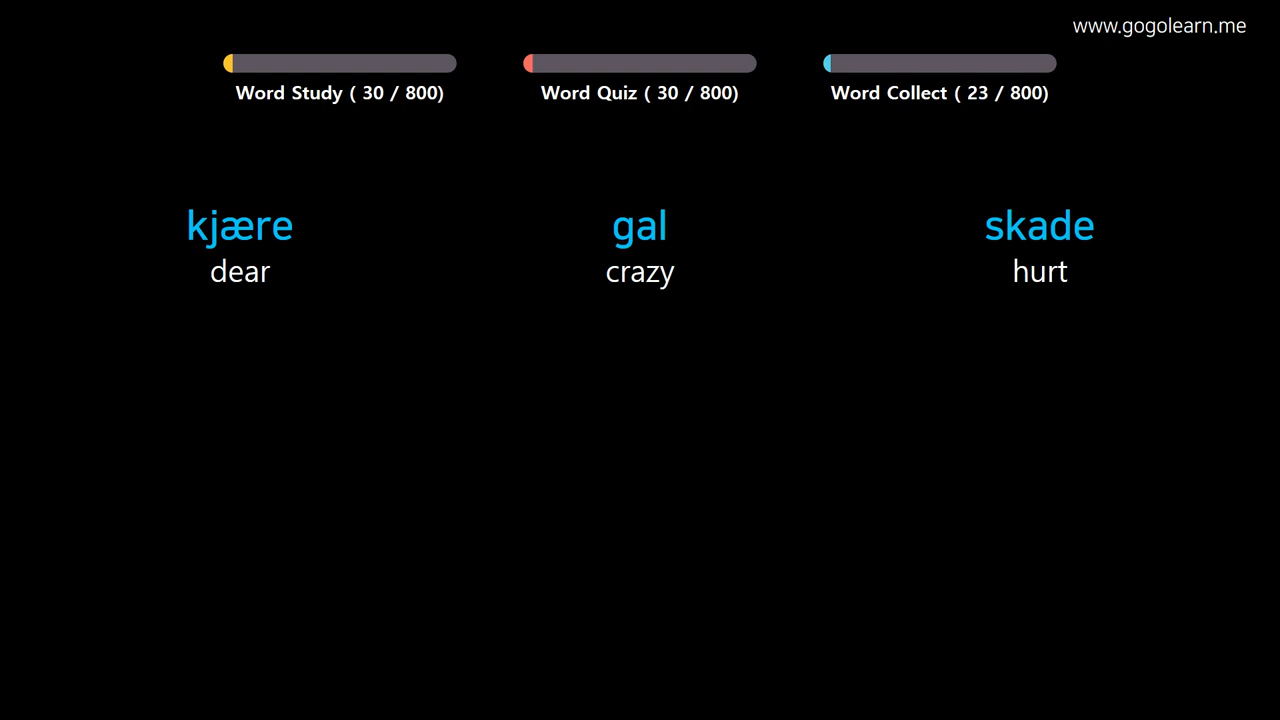 www.gogolearn.me
Word Study ( 30 / 800)
Word Quiz ( 30 / 800)
Word Collect ( 23 / 800)
kjære
dear
gal
crazy
skade
hurt